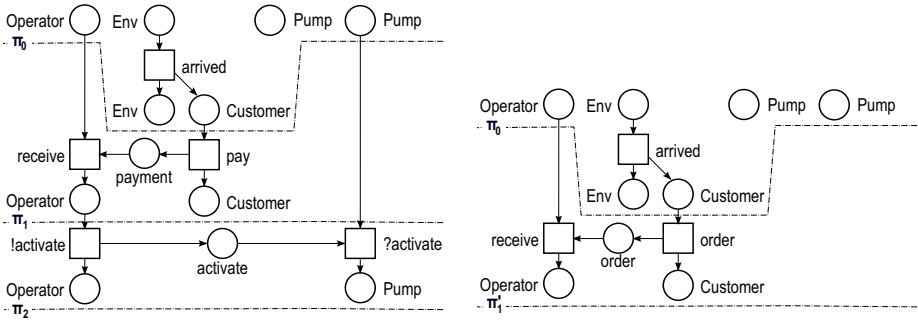 Operator Env Pump Pump
π0
arrived
Env Customer
receive pay
payment
Operator Customer
π1
!activate ?activate
activate
Operator Pump
π2
Operator Env Pump Pump
π0
arrived
Env Customer
receive order
order
Operator Customer
π'1